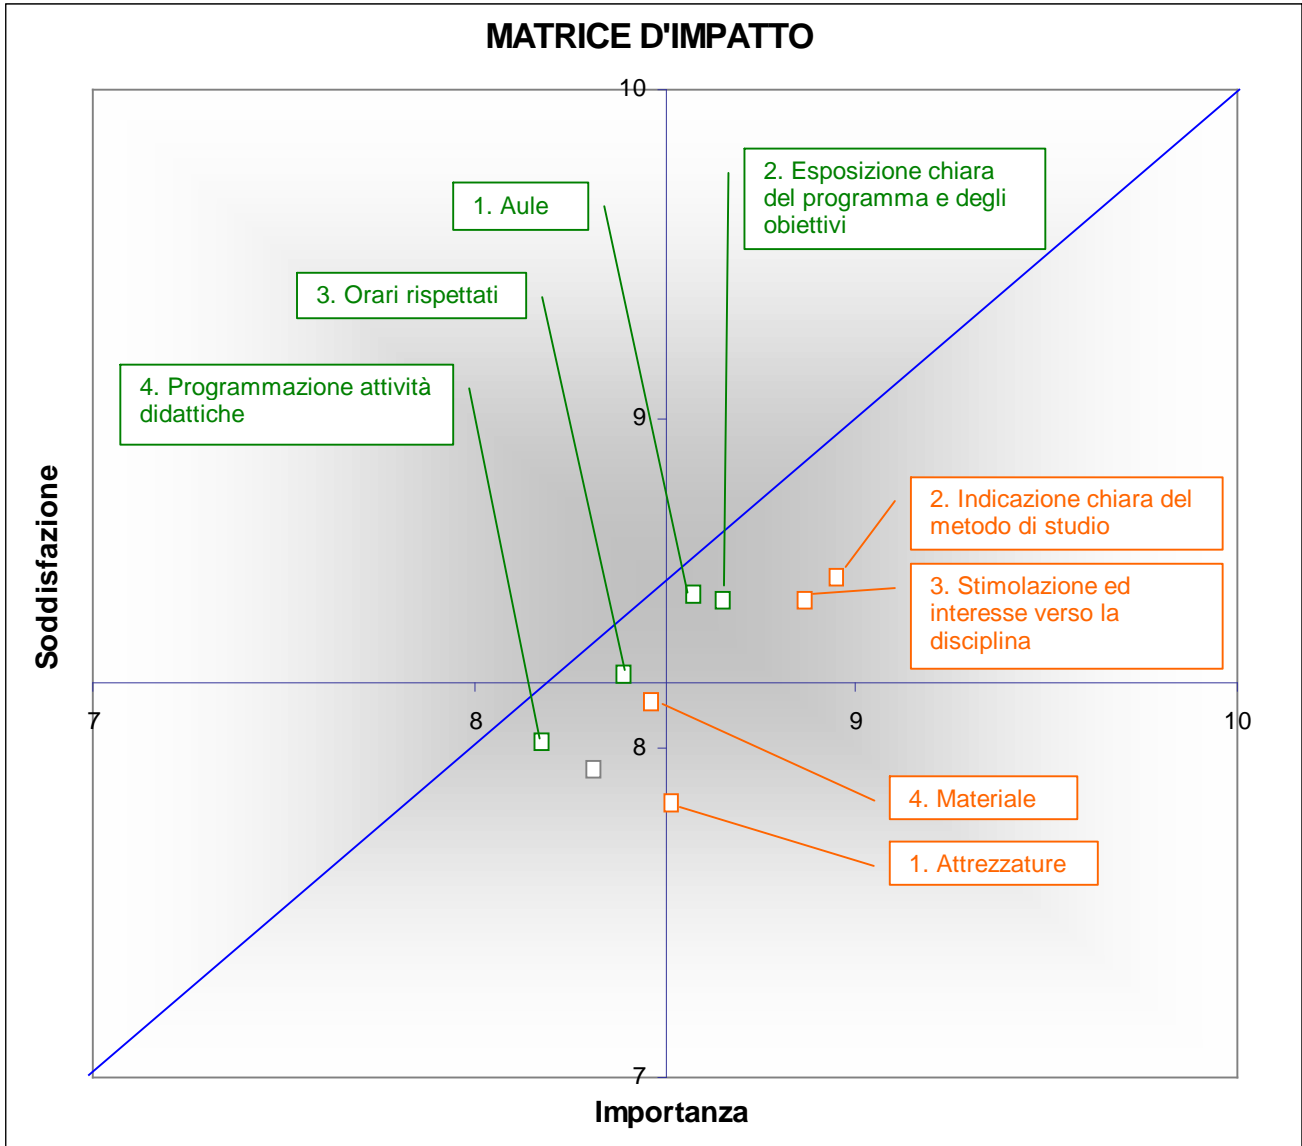 MATRICE D'IMPATTO
10
2. Esposizione chiara
del programma e degli
obiettivi
1. Aule
3. Orari rispettati
4. Programmazione attività
didattiche
9
Soddisfazione
2. Indicazione chiara del
metodo di studio
3. Stimolazione ed
interesse verso la
disciplina
7
8
9
10
8
4. Materiale
1. Attrezzature
7
Importanza